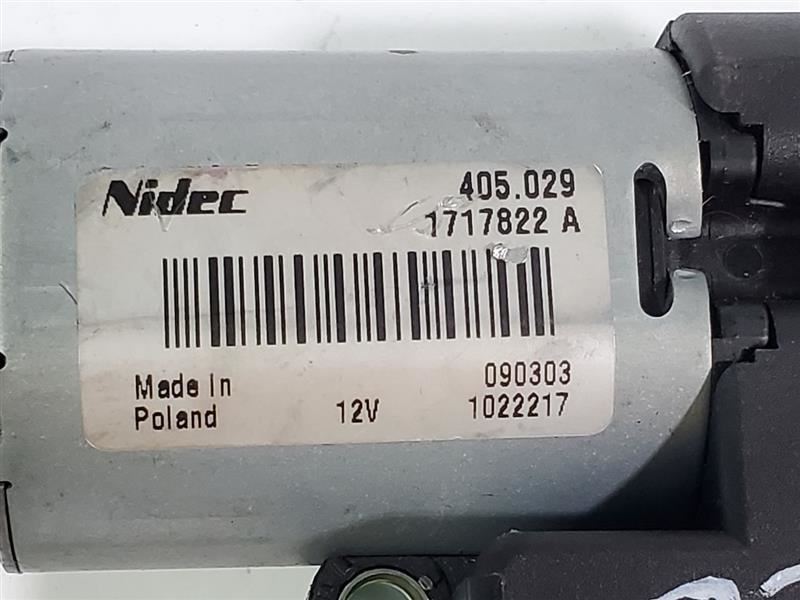 Nidec 405.029
1717822 A
Made in 090303
Poland 12V 1022217